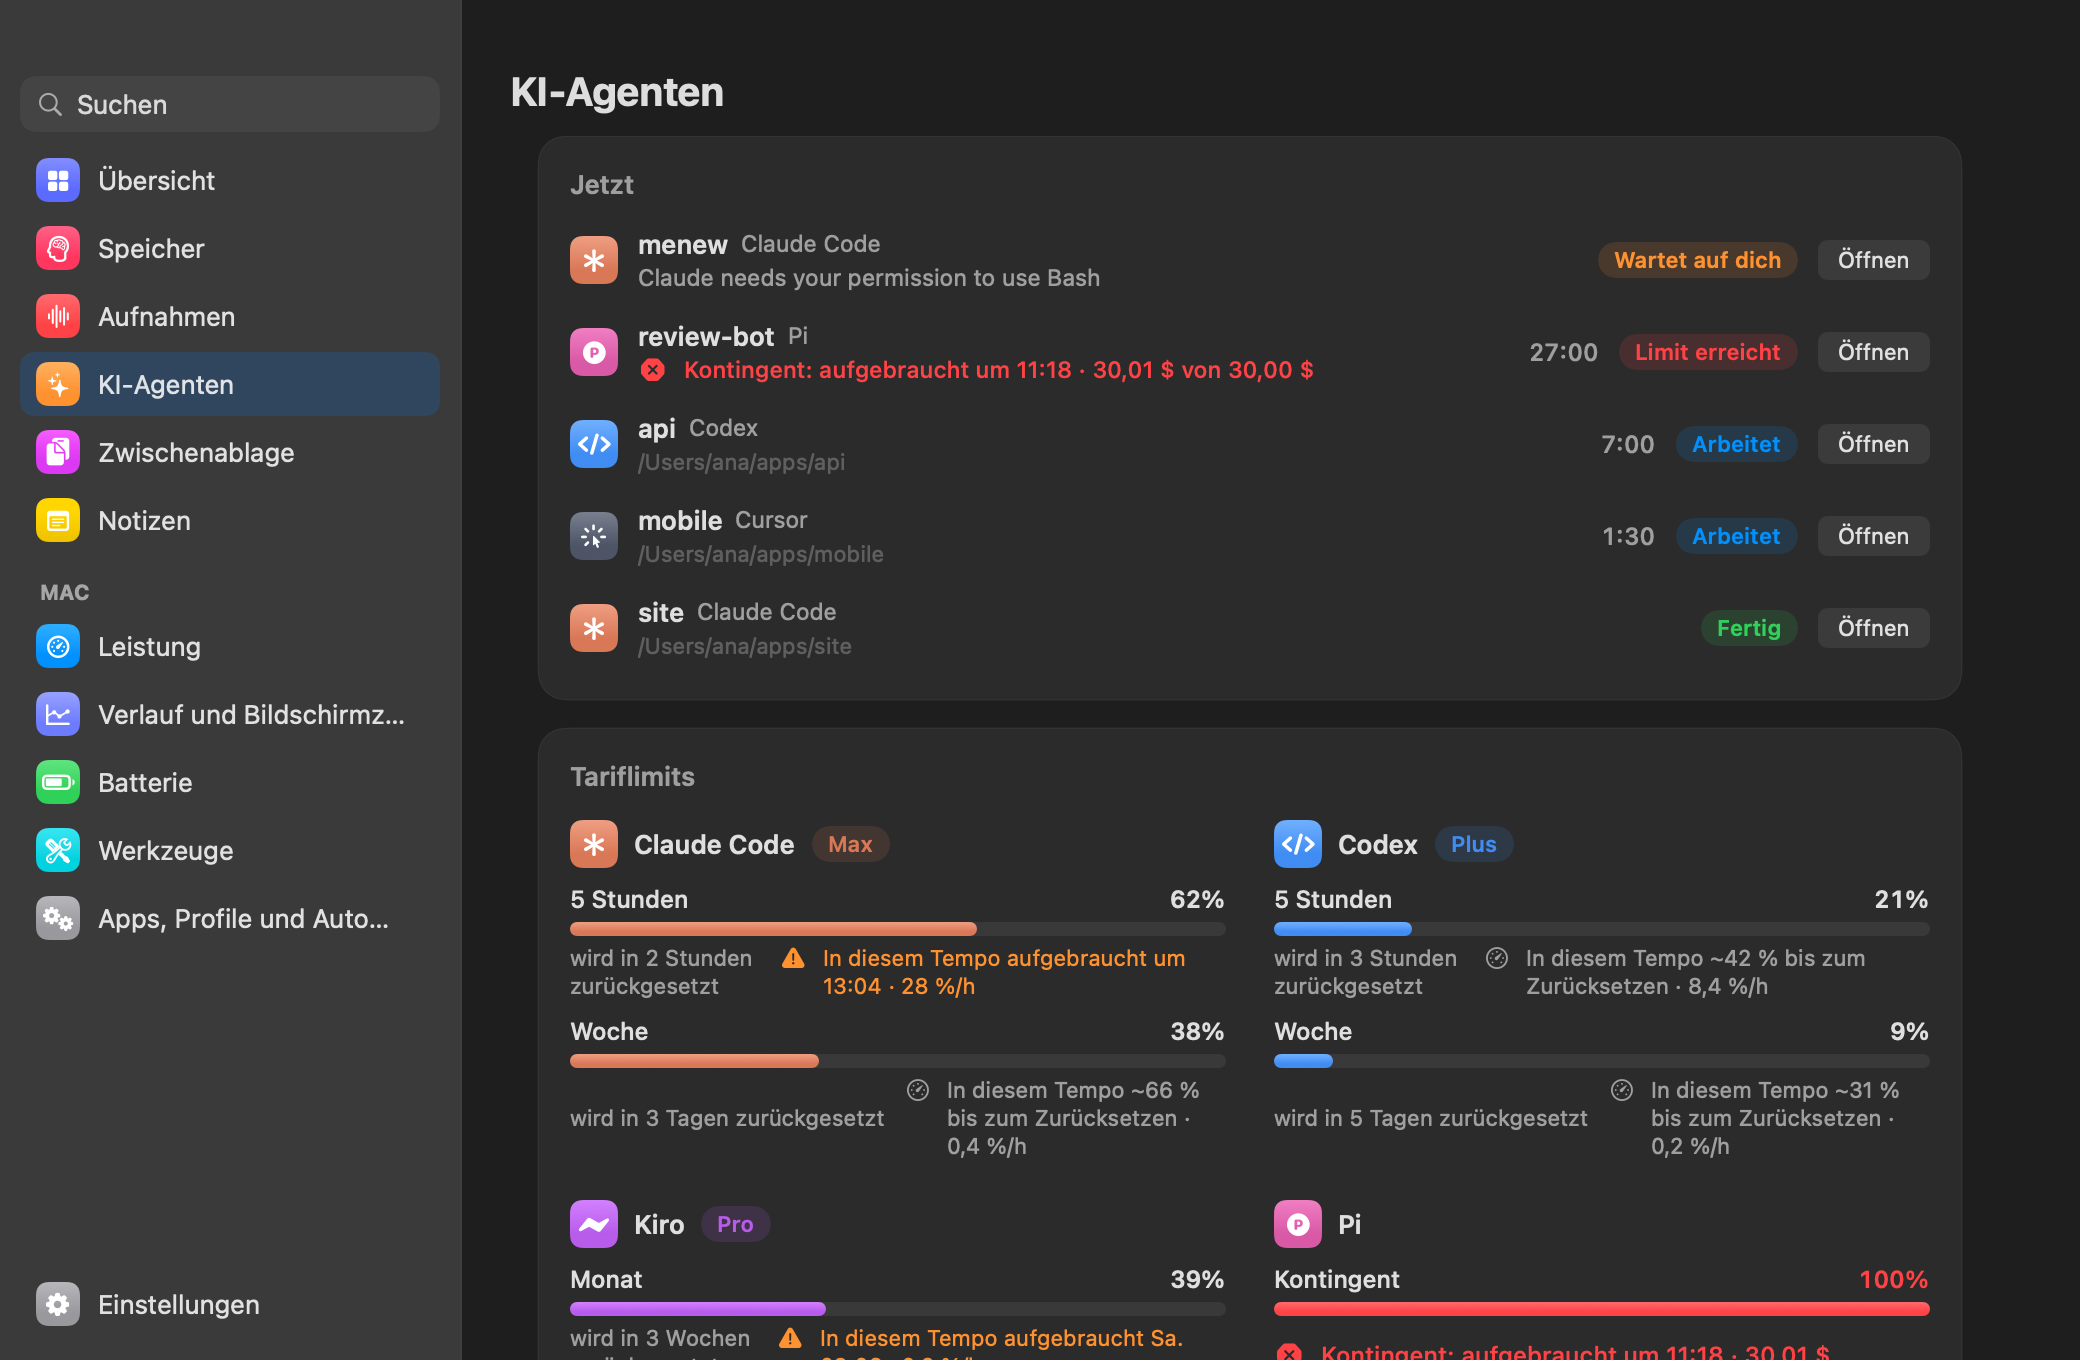 Suchen
Übersicht
Speicher
Aufnahmen
KI-Agenten
Zwischenablage
Notizen
MAC
Leistung
Verlauf und Bildschirmz...
Batterie
Werkzeuge
Apps, Profile und Auto...
Einstellungen
KI-Agenten
Jetzt
menew Claude Code
Claude needs your permission to use Bash
Wartet auf dich
Öffnen
review-bot Pi
Kontingent: aufgebraucht um 11:18 · 30,01 $ von 30,00 $
27:00
Limit erreicht
Öffnen
api Codex
/Users/ana/apps/api
7:00
Arbeitet
Öffnen
mobile Cursor
/Users/ana/apps/mobile
1:30
Arbeitet
Öffnen
site Claude Code
/Users/ana/apps/site
Fertig
Öffnen
Tariflimits
Claude Code Max
5 Stunden 62%
wird in 2 Stunden
zurückgesetzt
In diesem Tempo aufgebraucht um
13:04 · 28 %/h
Woche 38%
wird in 3 Tagen zurückgesetzt
In diesem Tempo ~66 %
bis zum Zurücksetzen ·
0,4 %/h
Codex Plus
5 Stunden 21%
wird in 3 Stunden
zurückgesetzt
In diesem Tempo ~42 % bis zum
Zurücksetzen · 8,4 %/h
Woche 9%
wird in 5 Tagen zurückgesetzt
In diesem Tempo ~31 %
bis zum Zurücksetzen ·
0,2 %/h
Kiro Pro
Monat 39%
wird in 3 Wochen
In diesem Tempo aufgebraucht Sa.
Pi
Kontingent 100%
Kontingent: aufgebraucht um 11:18 · 30,01 $